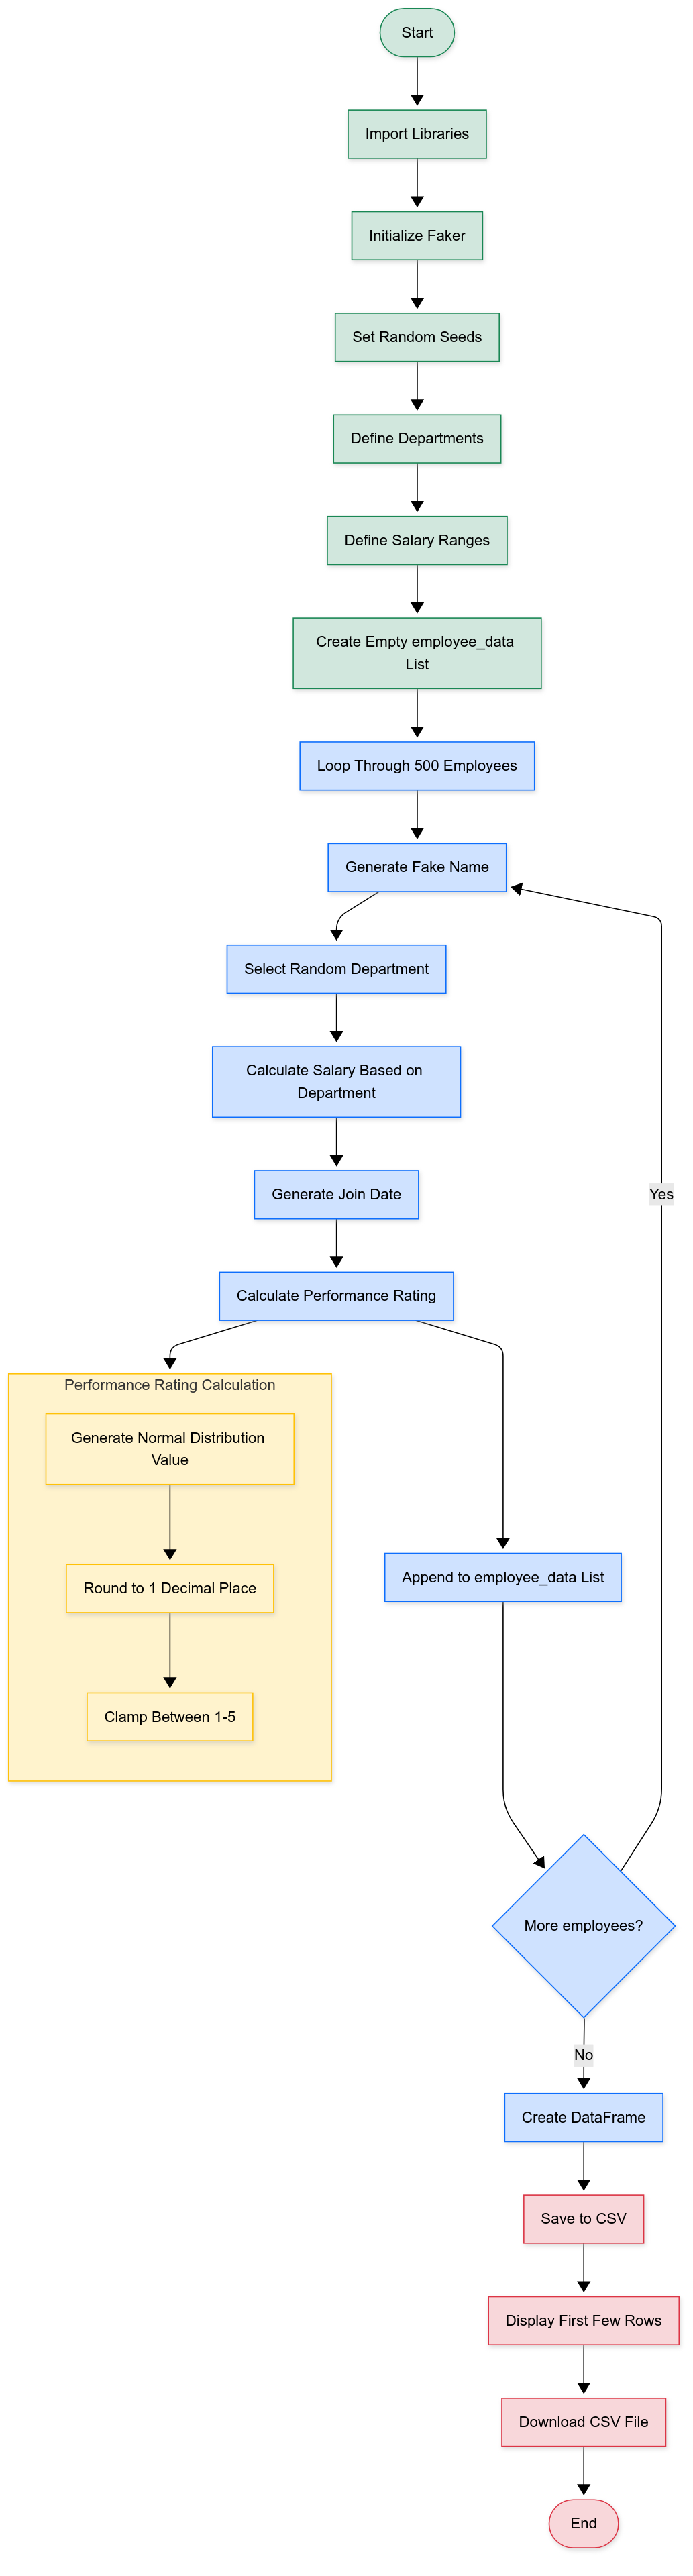 Start
Import Libraries
Initialize Faker
Set Random Seeds
Define Departments
Define Salary Ranges
Create Empty employee_data
List
Loop Through 500 Employees
Generate Fake Name
Select Random Department
Calculate Salary Based on
Department
Generate Join Date
Yes
Calculate Performance Rating
Performance Rating Calculation
Generate Normal Distribution
Value
Round to 1 Decimal Place
Clamp Between 1-5
Append to employee_data List
More employees?
No
Create DataFrame
Save to CSV
Display First Few Rows
Download CSV File
End